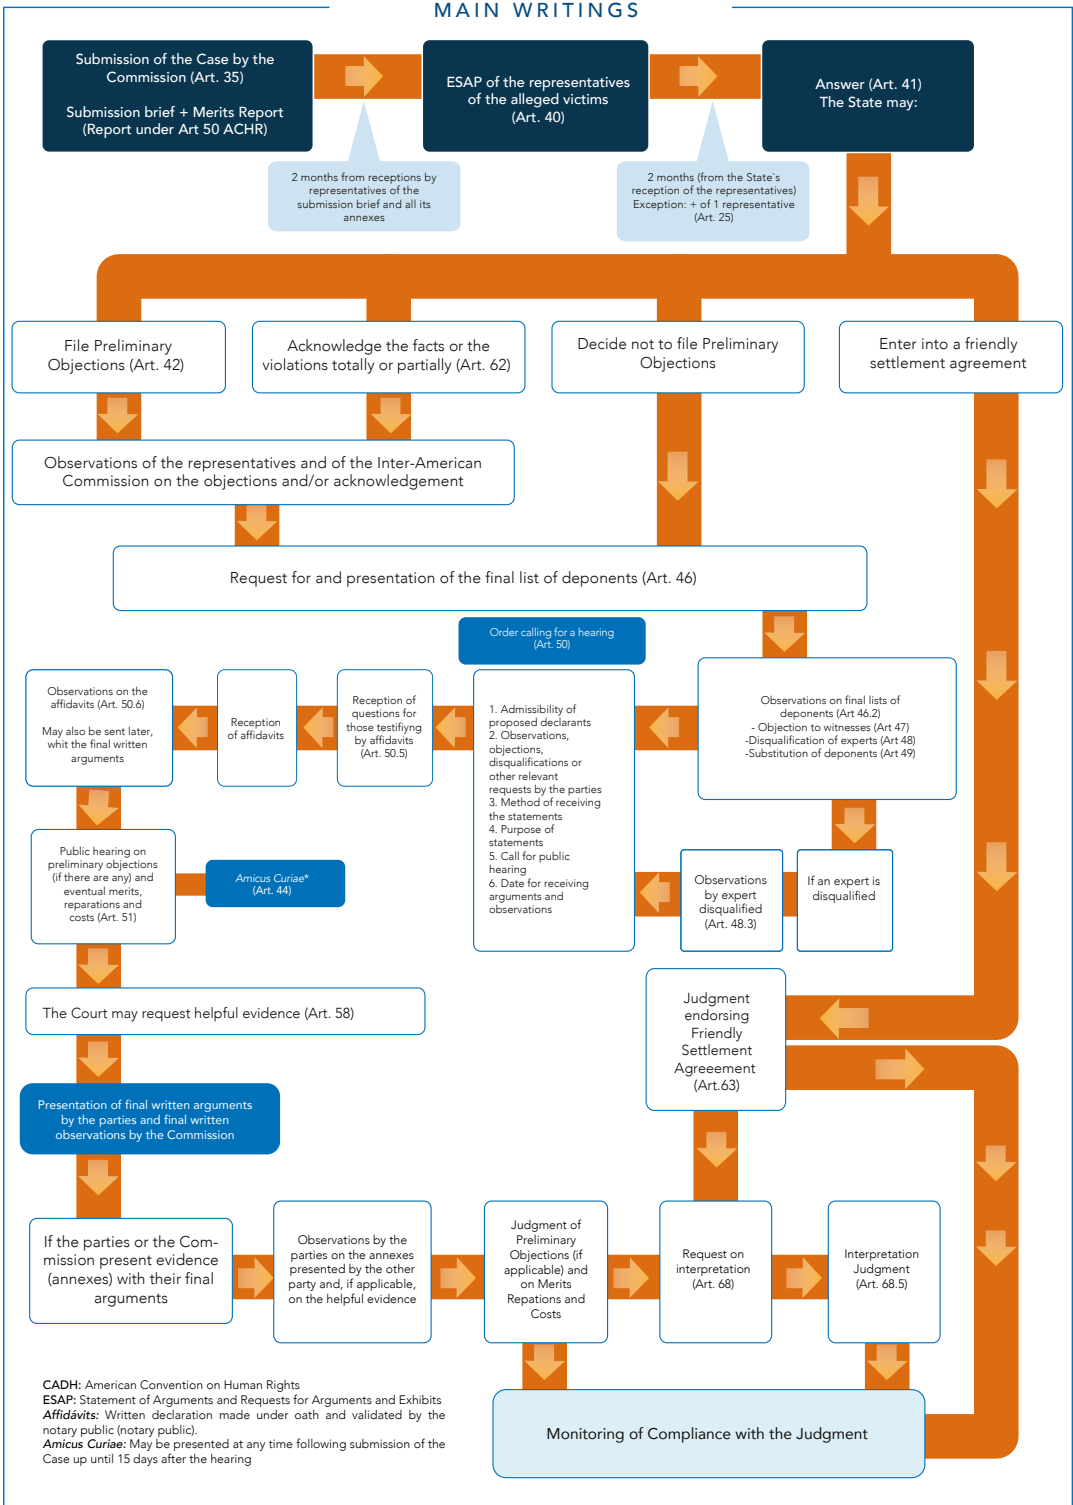 MAIN WRITINGS
Submission of the Case by the
Commission (Art. 35)
Submission brief + Merits Report
(Report under Art 50 ACHR)
ESAP of the representatives
of the alleged victims
(Art. 40)
Answer (Art. 41)
The State may:
2 months from receptions by
representatives of the
submission brief and all its
annexes
2 months (from the State`s
reception of the representatives)
Exception: + of 1 representative
(Art. 25)
File Preliminary
Objections (Art. 42)
Acknowledge the facts or the
violations totally or partially (Art. 62)
Decide not to file Preliminary
Objections
Enter into a friendly
settlement agreement
Observations of the representatives and of the Inter-American
Commission on the objections and/or acknowledgement
Request for and presentation of the final list of deponents (Art. 46)
Order calling for a hearing
(Art. 50)
Observations on the
affidavits (Art. 50.6)
May also be sent later,
whit the final written
arguments
Reception
of affidavits
Reception of
questions for
those testifiyng
by affidavits
(Art. 50.5)
1. Admissibility of
proposed declarants
2. Observations,
objections,
disqualifications or
other relevant
requests by the parties
3. Method of receiving
the statements
4. Purpose of
statements
5. Call for public
hearing
6. Date for receiving
arguments and
observations
Observations on final lists of
deponents (Art 46.2)
- Objection to witnesses (Art 47)
-Disqualification of experts (Art 48)
-Substitution of deponents (Art 49)
Public hearing on
preliminary objections
(if there are any) and
eventual merits,
reparations and
costs (Art. 51)
Amicus Curiae*
(Art. 44)
Observations
by expert
disqualified
(Art. 48.3)
If an expert is
disqualified
The Court may request helpful evidence (Art. 58)
Judgment
endorsing
Friendly
Settlement
Agreeement
(Art.63)
Presentation of final written arguments
by the parties and final written
observations by the Commission
If the parties or the Com-
mission present evidence
(annexes) with their final
arguments
Observations by the
parties on the annexes
presented by the other
party and, if applicable,
on the helpful evidence
Judgment of
Preliminary
Objections (if
applicable) and
on Merits
Repations and
Costs
Request on
interpretation
(Art. 68)
Interpretation
Judgment
(Art. 68.5)
CADH: American Convention on Human Rights
ESAP: Statement of Arguments and Requests for Arguments and Exhibits
Affidávits: Written declaration made under oath and validated by the
notary public (notary public).
Amicus Curiae: May be presented at any time following submission of the
Case up until 15 days after the hearing
Monitoring of Compliance with the Judgment